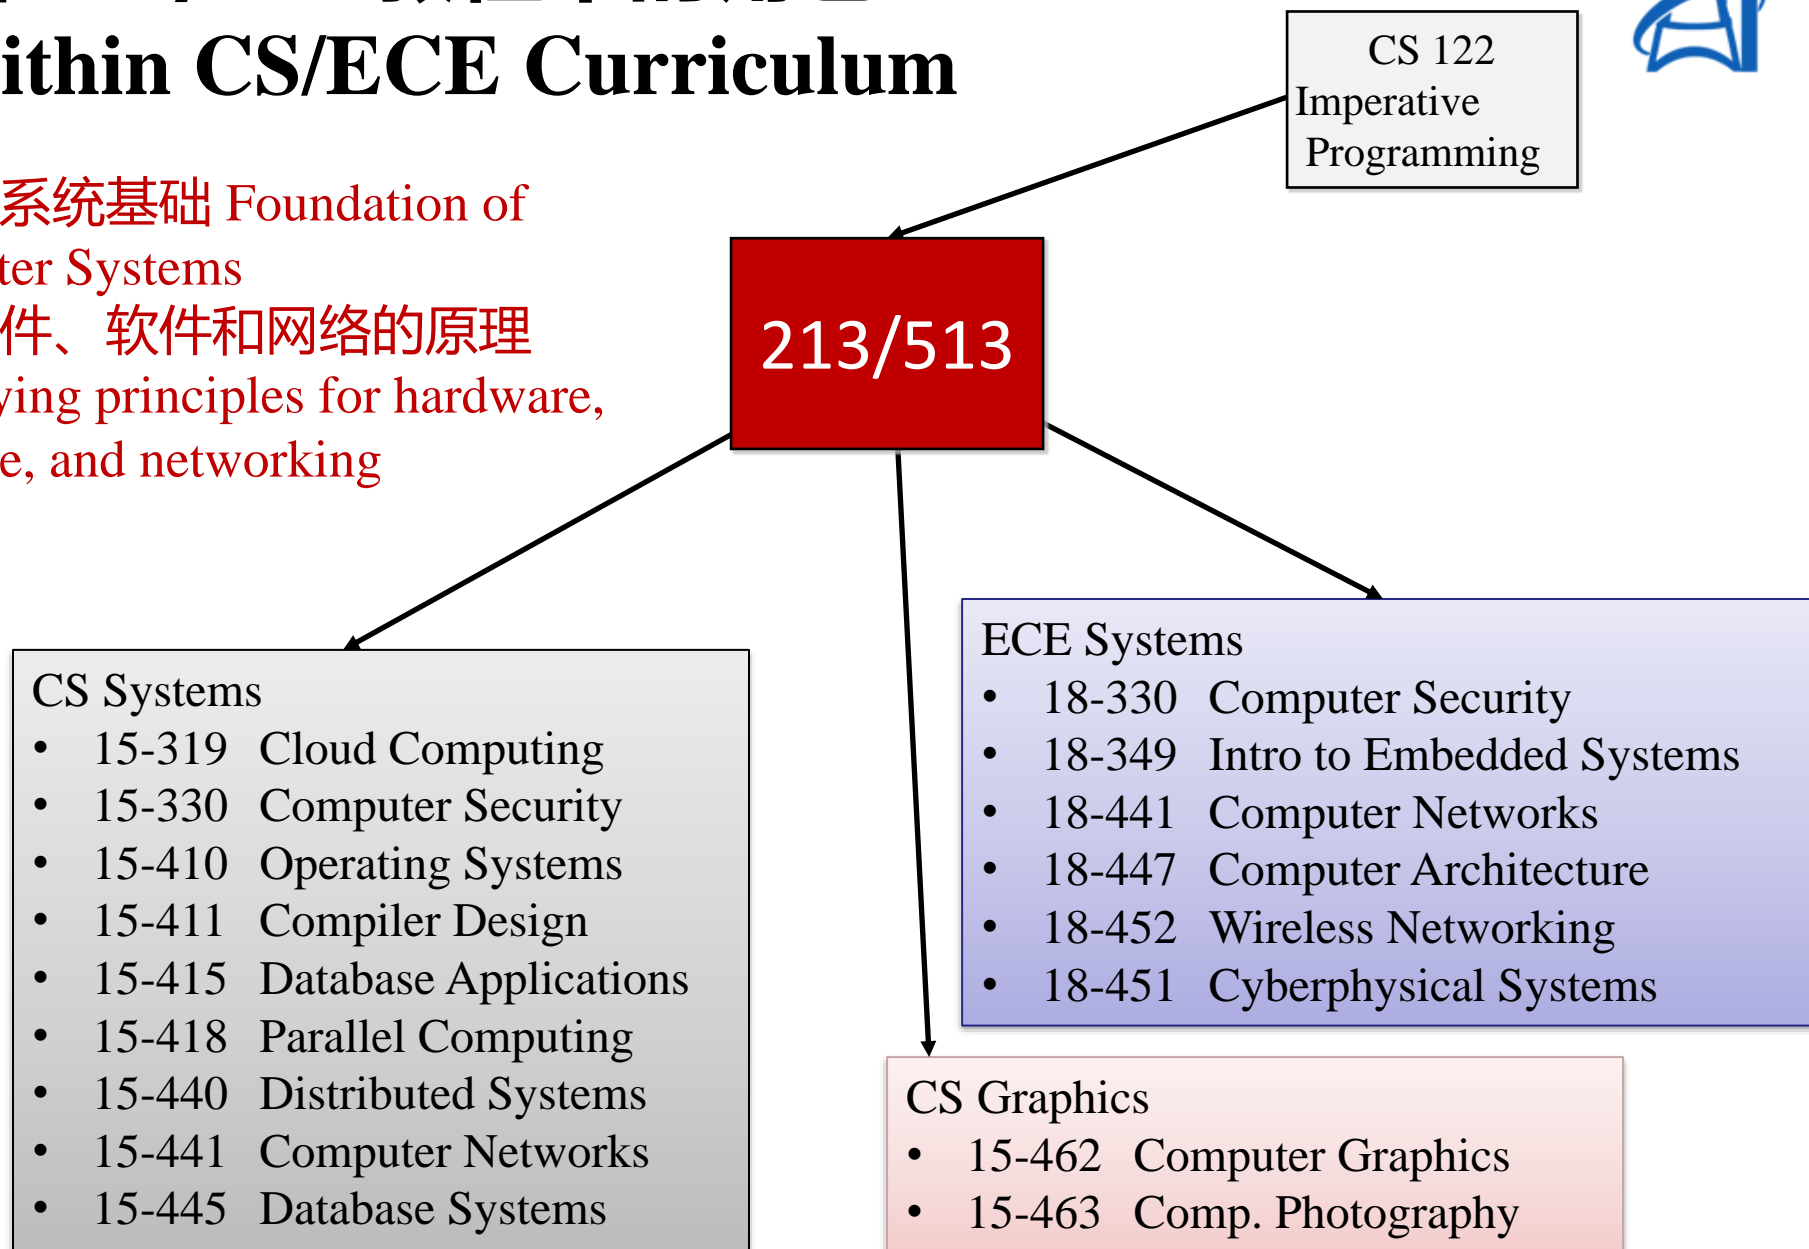 ithin CS/ECE Curriculum
CS 122
Imperative
Programming
系统基础 Foundation of
ter Systems
件、软件和网络的原理
ying principles for hardware,
e, and networking
213/513
CS Systems
• 15-319 Cloud Computing
• 15-330 Computer Security
• 15-410 Operating Systems
• 15-411 Compiler Design
• 15-415 Database Applications
• 15-418 Parallel Computing
• 15-440 Distributed Systems
• 15-441 Computer Networks
• 15-445 Database Systems
ECE Systems
• 18-330 Computer Security
• 18-349 Intro to Embedded Systems
• 18-441 Computer Networks
• 18-447 Computer Architecture
• 18-452 Wireless Networking
• 18-451 Cyberphysical Systems
CS Graphics
• 15-462 Computer Graphics
• 15-463 Comp. Photography